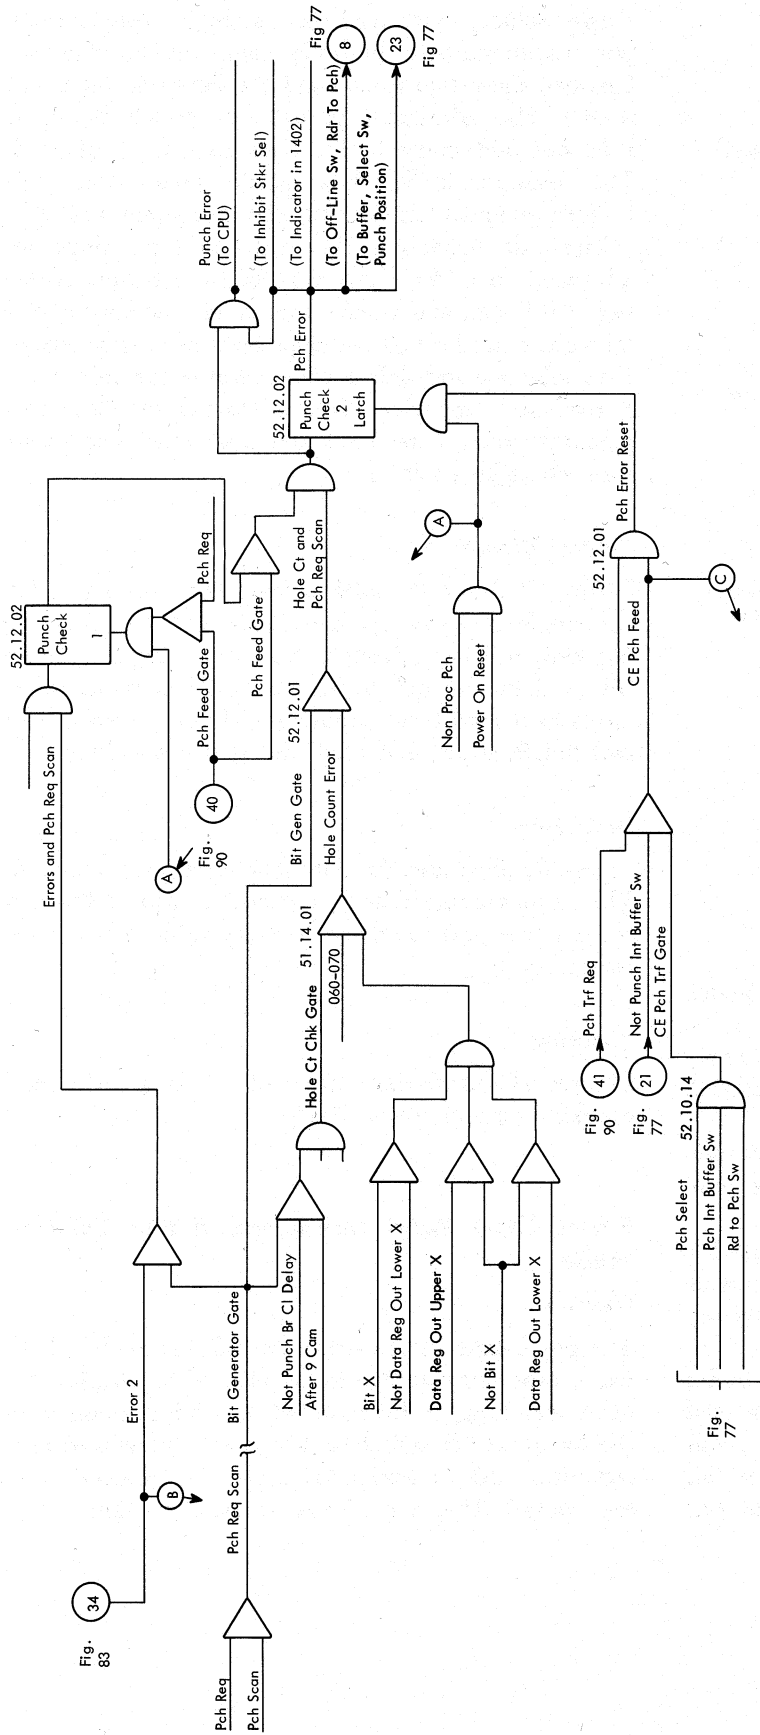 Fig.
83
34
Error 2
B
Errors and Pch Req Scan
52.12.02
Punch
Check
1
A
Fig.
90
40
Pch Feed Gate
Pch Req
Pch Feed Gate
Pch Req
Pch Scan
Pch Req Scan
Bit Generator Gate
Bit Gen Gate
52.12.01
Hole Count Error
Hole Ct and
Pch Req Scan
Not Punch Br Cl Delay
After 9 Cam
Hole Ct Chk Gate
51.14.01
060-070
Bit X
Not Data Reg Out Lower X
Data Reg Out Upper X
Not Bit X
Data Reg Out Lower X
52.12.02
Punch
Check
2
Latch
Pch Error
Punch Error
(To CPU)
(To Inhibit Stkr Sel)
(To Indicator in 1402)
(To Off-Line Sw, Rdr To Pch)
(To Buffer, Select Sw,
Punch Position)
Fig 77
8
23
Fig 77
Non Proc Pch
Power On Reset
A
Fig.
90
41
Pch Trf Req
Fig.
77
21
Not Punch Int Buffer Sw
CE Pch Trf Gate
Fig.
77
Pch Select
Pch Int Buffer Sw
Rd to Pch Sw
52.10.14
CE Pch Feed
52.12.01
Pch Error Reset
C